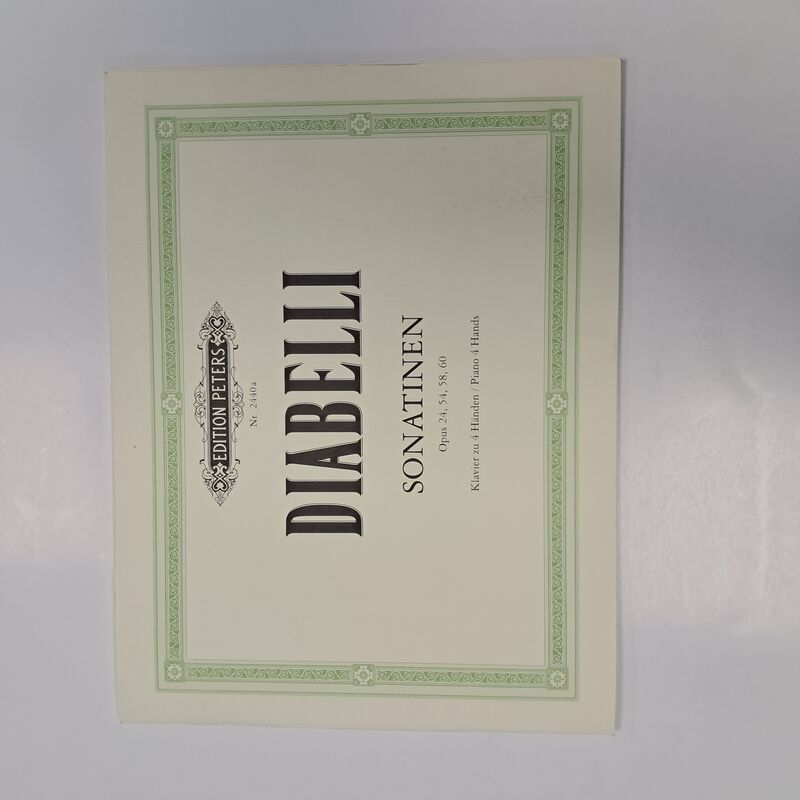 EDITION PETERS
Nr. 2440a
DIABELLI
SONATINEN
Opus 24, 54, 58, 60
Klavier zu 4 Händen / Piano 4 Hands